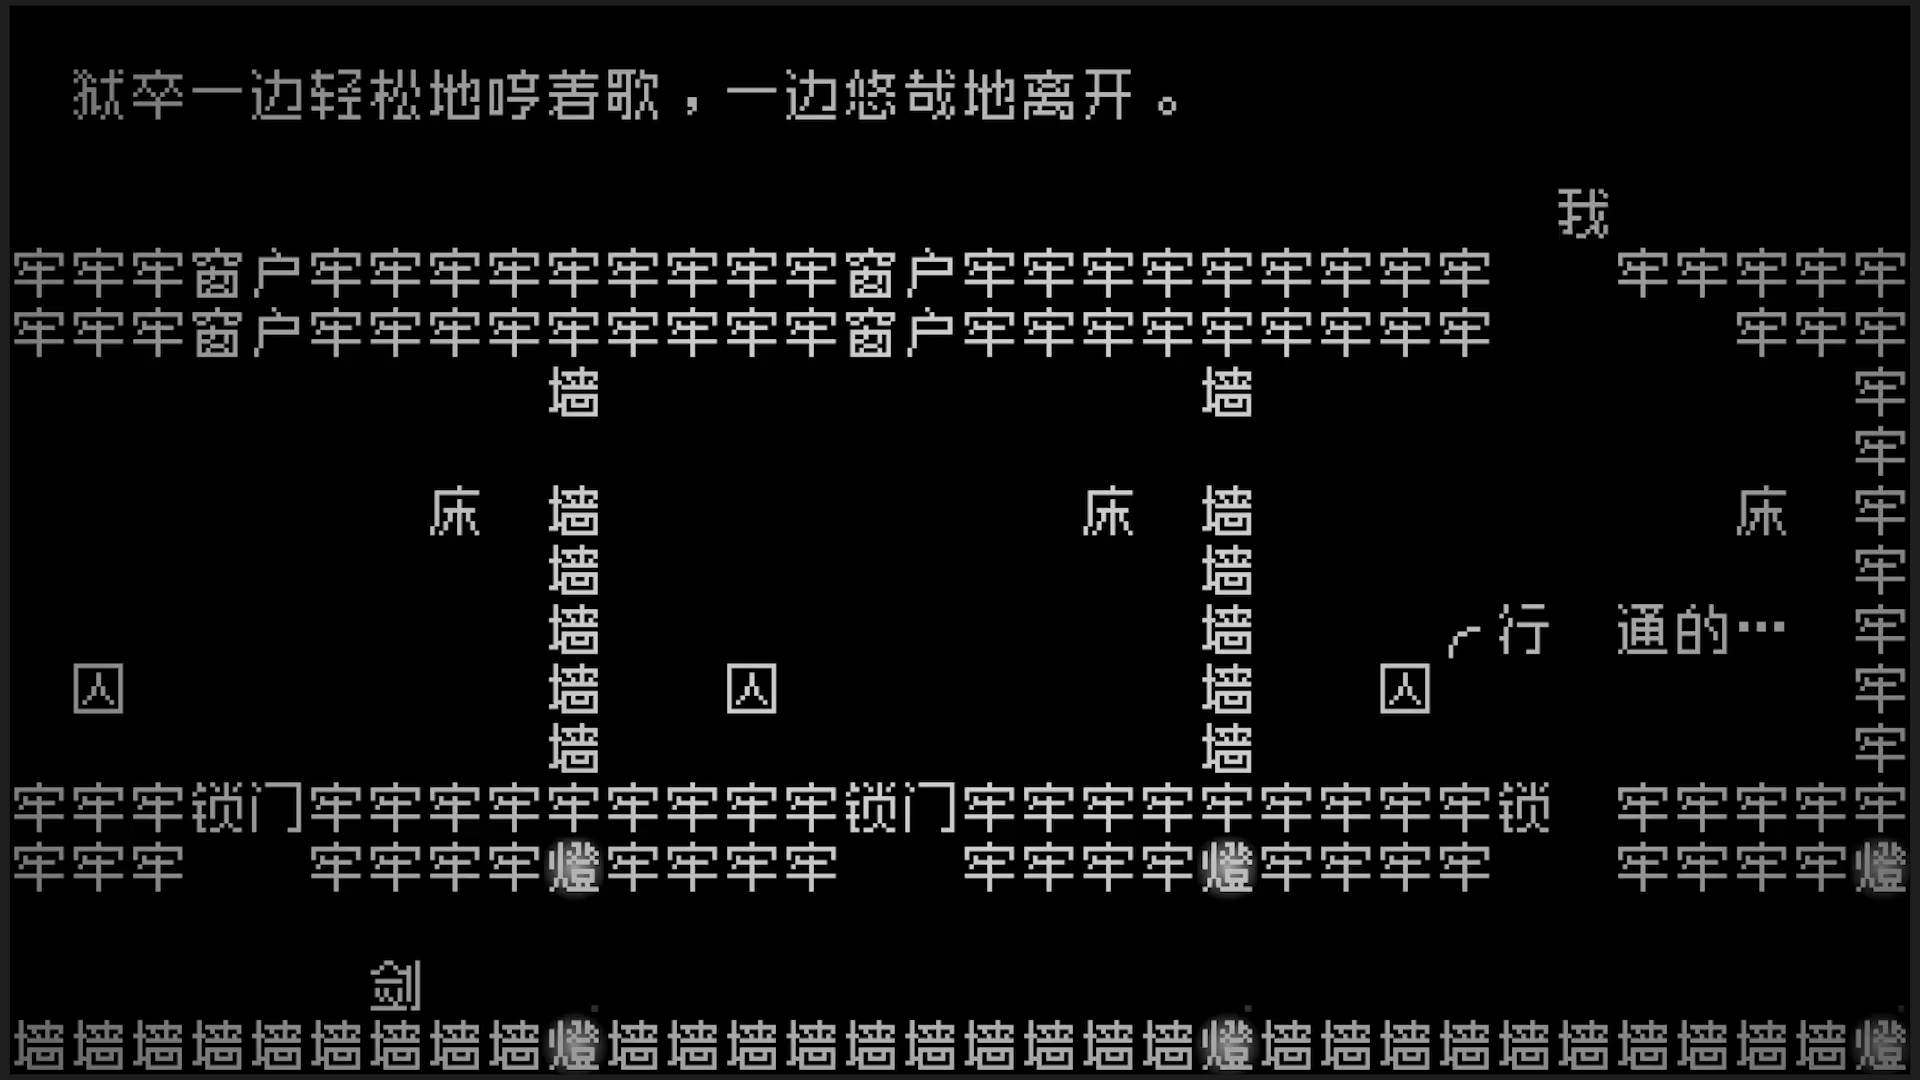 狱卒一边轻松地哼着歌，一边悠哉地离开。
我
牢牢牢窗户牢牢牢牢牢牢牢牢牢窗户牢牢牢牢牢牢牢牢牢 牢牢牢牢牢
牢牢牢窗户牢牢牢牢牢牢牢牢牢窗户牢牢牢牢牢牢牢牢牢 牢牢牢
墙 墙 牢
牢
床 墙 床 墙 床 牢
墙 墙 牢
墙 墙 行 通的… 牢
囚 墙 囚 墙 囚 牢
墙 墙 牢
牢牢牢锁门牢牢牢牢牢牢牢牢牢锁门牢牢牢牢牢牢牢牢牢锁 牢牢牢牢牢
牢牢牢 牢牢牢牢燈牢牢牢牢 牢牢牢牢燈牢牢牢牢 牢牢牢牢燈
剑
墙墙墙墙墙墙墙墙墙燈墙墙墙墙墙墙墙墙墙墙燈墙墙墙墙墙墙墙墙墙墙燈